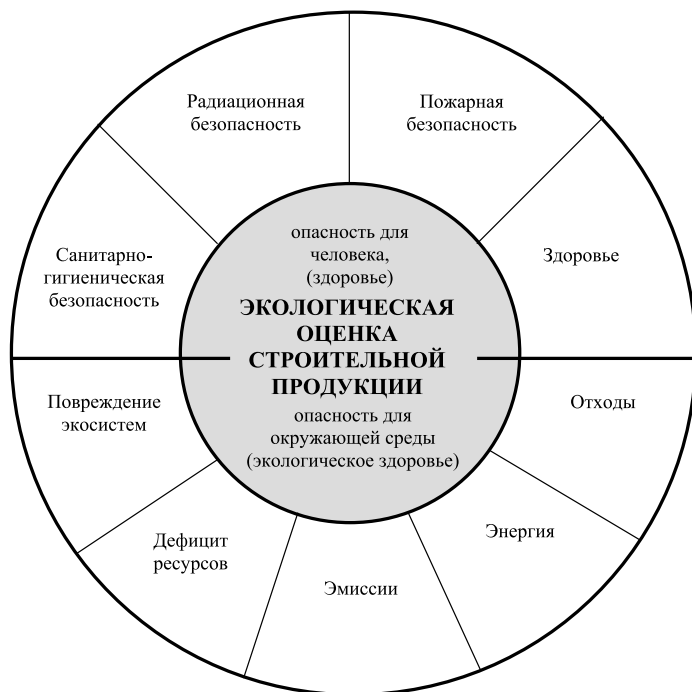 Радиационная
безопасность
Пожарная
безопасность
Санитарно-
гигиеническая
безопасность
опасность для
человека,
(здоровье)
Здоровье
ЭКОЛОГИЧЕСКАЯ
ОЦЕНКА
СТРОИТЕЛЬНОЙ
ПРОДУКЦИИ
опасность для
окружающей среды
(экологическое здоровье)
Повреждение
экосистем
Отходы
Дефицит
ресурсов
Эмиссии
Энергия